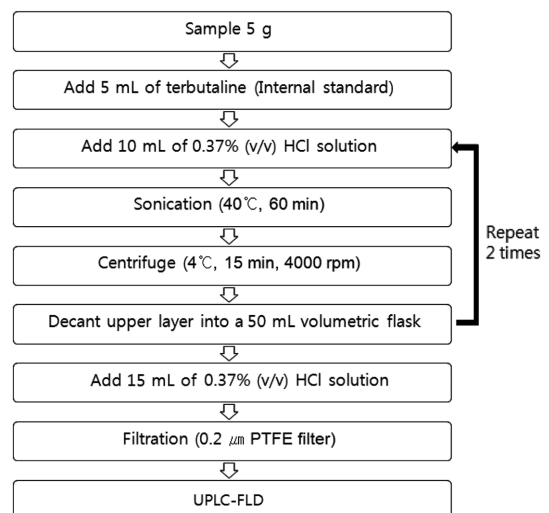 Sample 5 g
Add 5 mL of terbutaline (Internal standard)
Add 10 mL of 0.37% (v/v) HCl solution
Sonication (40℃, 60 min)
Centrifuge (4℃, 15 min, 4000 rpm)
Decant upper layer into a 50 mL volumetric flask
Repeat
2 times
Add 15 mL of 0.37% (v/v) HCl solution
Filtration (0.2 ㎛ PTFE filter)
UPLC-FLD